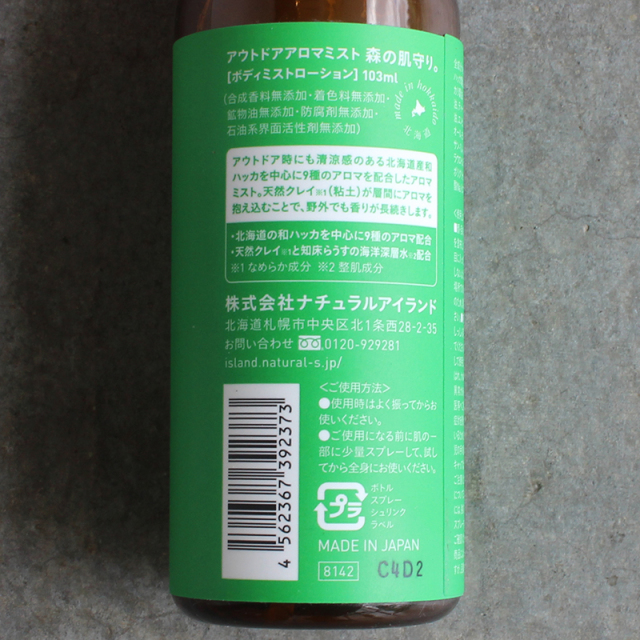 アウトドアアロマミスト 森の肌守り®
[ボディミストローション] 103ml
(合成香料無添加・着色料無添加・
鉱物油無添加・防腐剤無添加・
石油系界面活性剤無添加)
made in hokkaido
北海道
アウトドア時にも清涼感のある北海道産和
ハッカを中心に9種のアロマを配合したアロマ
ミスト。天然クレイ※1(粘土)が層間にアロマを
抱え込むことで、野外でも香りが長続きします。
・北海道の和ハッカを中心に9種のアロマ配合
・天然クレイ※1と知床らうすの海洋深層水※2配合
※1 なめらか成分 ※2 整肌成分
株式会社ナチュラルアイランド
北海道札幌市中央区北1条西28-2-35
お問い合わせ 0120-929281
island.natural-s.jp/
<ご使用方法>
●使用時はよく振ってからお
使いください。
●ご使用になる前に肌の一
部に少量スプレーして、試し
てから全身にお使いください。
4562367392373
プラ
ボトル
スプレー
シュリンク
ラベル
MADE IN JAPAN
8142
C4D2